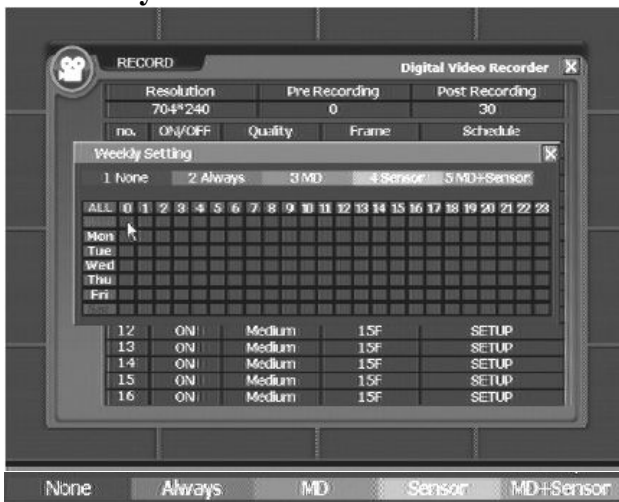 RECORD
Digital Video Recorder X
Resolution Pre Recording Post Recording
704*240 0 30
no. ON/OFF Quality Frame Schedule
Weekly Setting X
1 None 2 Always 3 MD 4 Sensor 5 MD+Sensor
ALL 0 1 2 3 4 5 6 7 8 9 10 11 12 13 14 15 16 17 18 19 20 21 22 23
Mon
Tue
Wed
Thu
Fri
12 ON Medium 15F SETUP
13 ON Medium 15F SETUP
14 ON Medium 15F SETUP
15 ON Medium 15F SETUP
16 ON Medium 15F SETUP
None Always MD Sensor MD+Sensor